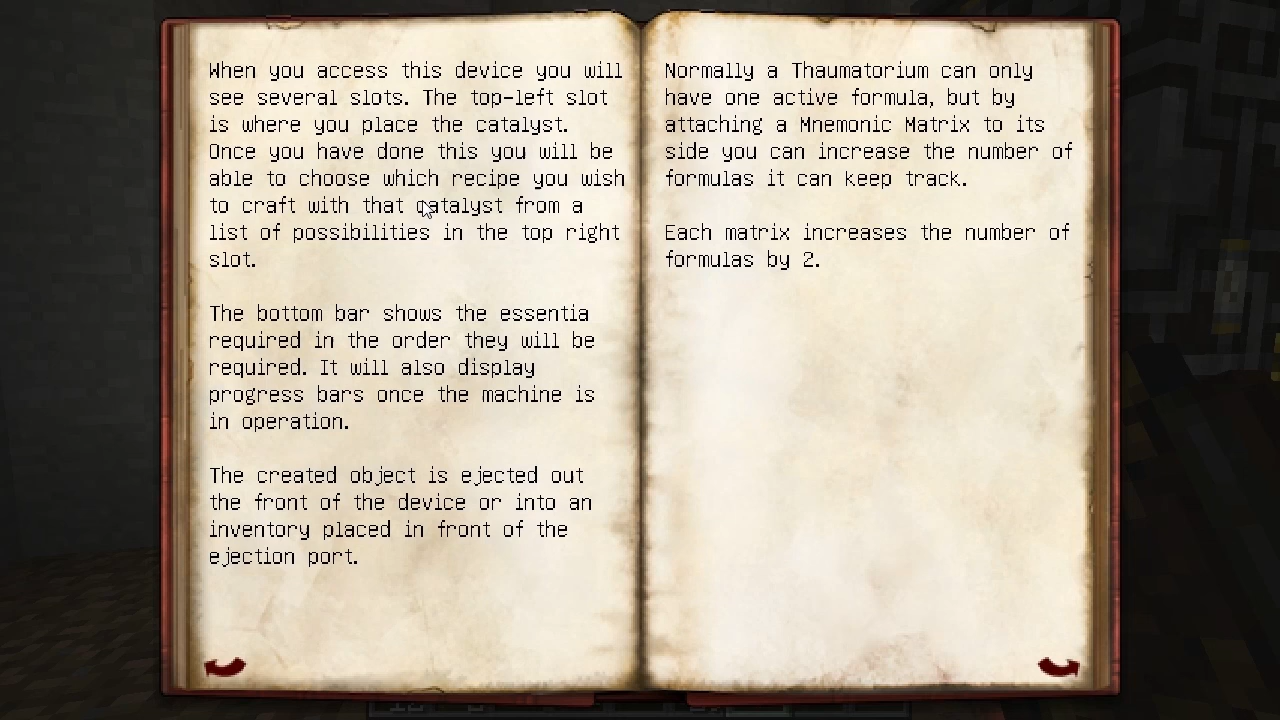 When you access this device you will
see several slots. The top-left slot
is where you place the catalyst.
Once you have done this you will be
able to choose which recipe you wish
to craft with that catalyst from a
list of possibilities in the top right
slot.
The bottom bar shows the essentia
required in the order they will be
required. It will also display
progress bars once the machine is
in operation.
The created object is ejected out
the front of the device or into an
inventory placed in front of the
ejection port.
Normally a Thaumatorium can only
have one active formula, but by
attaching a Mnemonic Matrix to its
side you can increase the number of
formulas it can keep track.
Each matrix increases the number of
formulas by 2.